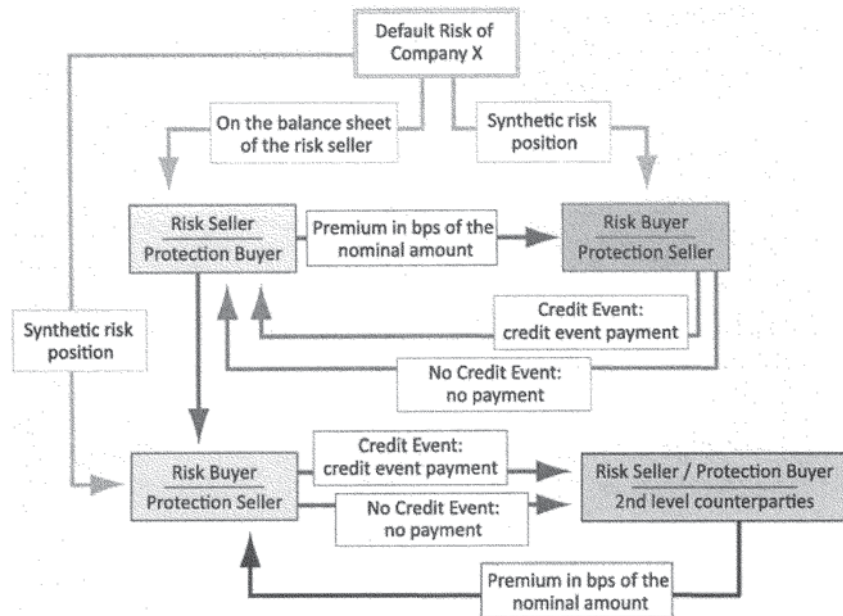 Default Risk of
Company X
On the balance sheet
of the risk seller
Synthetic risk
position
Risk Seller
Protection Buyer
Premium in bps of the
nominal amount
Risk Buyer
Protection Seller
Credit Event:
credit event payment
No Credit Event:
no payment
Synthetic risk
position
Risk Buyer
Protection Seller
Credit Event:
credit event payment
No Credit Event:
no payment
Risk Seller / Protection Buyer
2nd level counterparties
Premium in bps of the
nominal amount